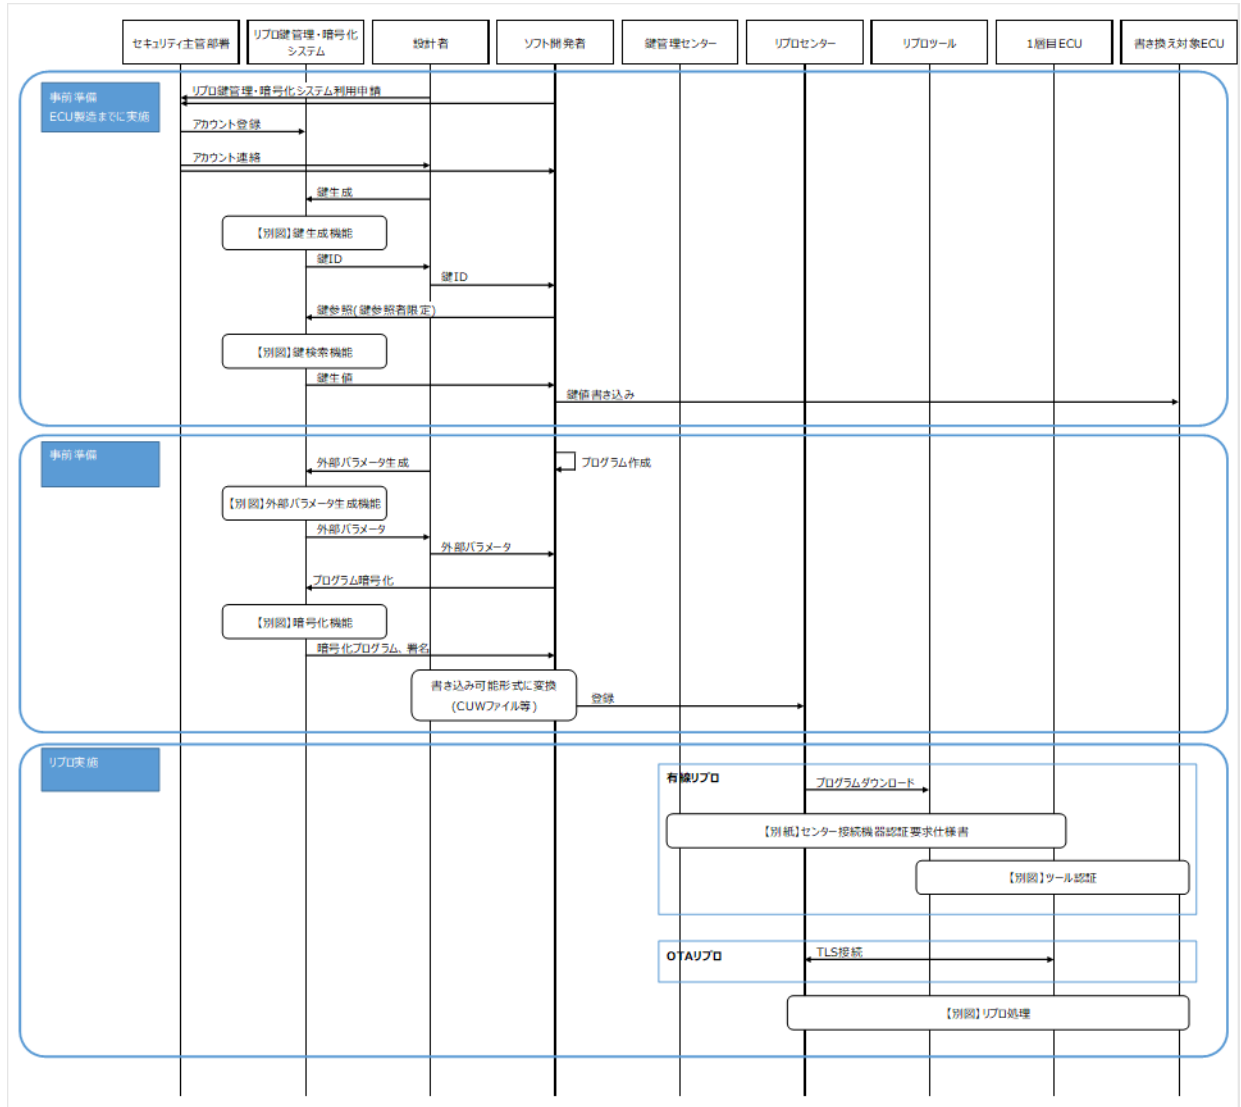 セキュリティ主管部署
リプロ鍵管理・暗号化
システム
設計者
ソフト開発者
鍵管理センター
リプロセンター
リプロツール
1層目ECU
書き換え対象ECU
事前準備
ECU製造までに実施
リプロ鍵管理・暗号化システム利用申請
アカウント登録
アカウント連絡
鍵生成
【別図】鍵生成機能
鍵ID
鍵ID
鍵参照(鍵参照者限定)
【別図】鍵検索機能
鍵生値
鍵値書き込み
事前準備
プログラム作成
外部パラメータ生成
【別図】外部パラメータ生成機能
外部パラメータ
外部パラメータ
プログラム暗号化
【別図】暗号化機能
暗号化プログラム、署名
書き込み可能形式に変換
(CUWファイル等)
登録
リプロ実施
有線リプロ
プログラムダウンロード
【別紙】センター接続機器認証要求仕様書
【別図】ツール認証
OTAリプロ
TLS接続
【別図】リプロ処理